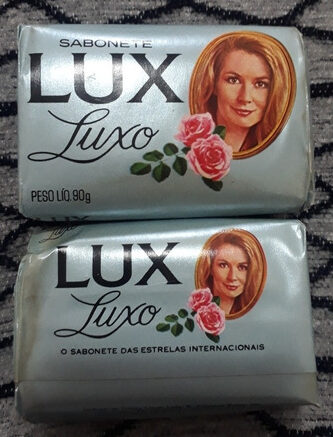 SABONETE
LUX
Luxo
PESO LÍQ. 90g
LUX
Luxo
O SABONETE DAS ESTRELAS INTERNACIONAIS